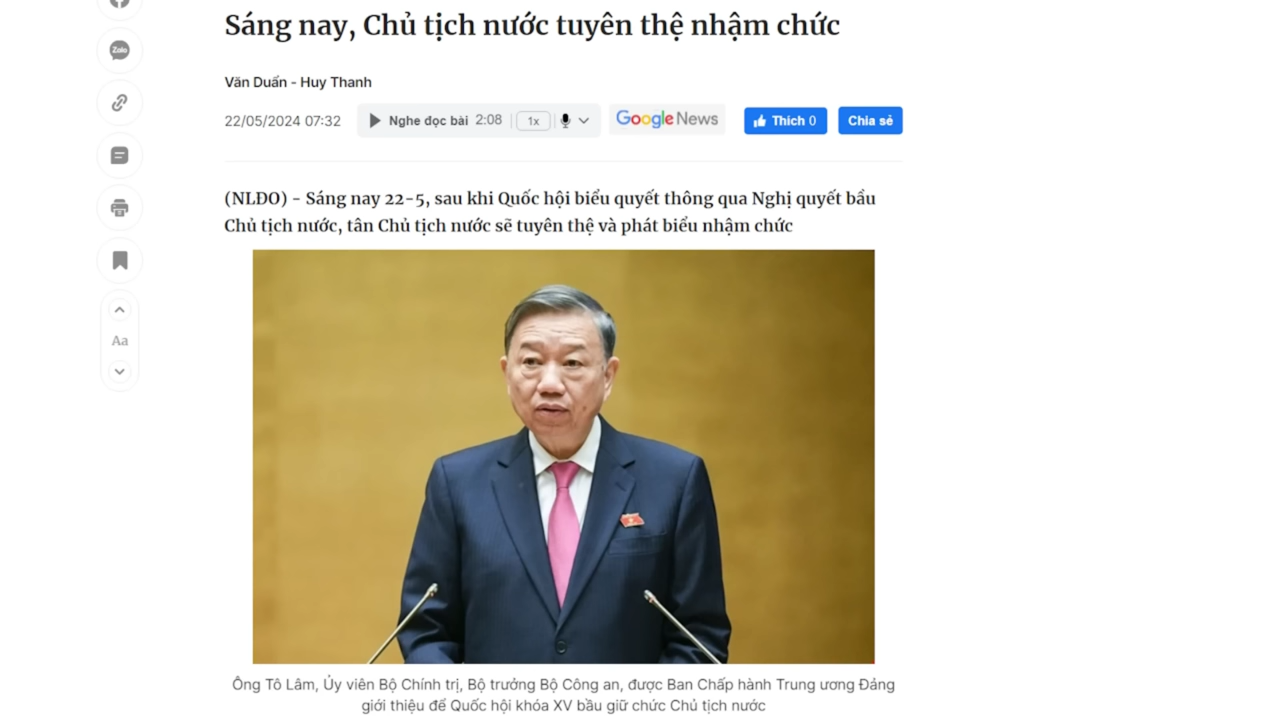 Sáng nay, Chủ tịch nước tuyên thệ nhậm chức
Zalo
Văn Duẩn - Huy Thanh
22/05/2024 07:32
Nghe đọc bài 2:08 1x
Google News
Thích 0
Chia sẻ
(NLĐO) - Sáng nay 22-5, sau khi Quốc hội biểu quyết thông qua Nghị quyết bầu
Chủ tịch nước, tân Chủ tịch nước sẽ tuyên thệ và phát biểu nhậm chức
Aa
Ông Tô Lâm, Ủy viên Bộ Chính trị, Bộ trưởng Bộ Công an, được Ban Chấp hành Trung ương Đảng
giới thiệu để Quốc hội khóa XV bầu giữ chức Chủ tịch nước